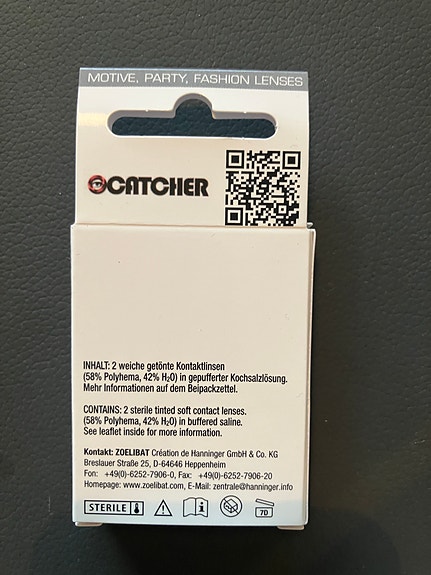 MOTIVE, PARTY, FASHION LENSES
CATCHER
INHALT: 2 weiche getönte Kontaktlinsen
(58% Polyhema, 42% H₂0) in gepufferter Kochsalzlösung.
Mehr Informationen auf dem Beipackzettel.
CONTAINS: 2 sterile tinted soft contact lenses.
(58% Polyhema, 42% H₂0) in buffered saline.
See leaflet inside for more information.
Kontakt: ZOELIBAT Création de Hanninger GmbH & Co. KG
Breslauer Straße 25, D-64646 Heppenheim
Fon: +49(0)-6252-7906-0, Fax: +49(0)-6252-7906-20
Homepage: www.zoelibat.com, E-Mail: zentrale@hanninger.info
STERILE 7D